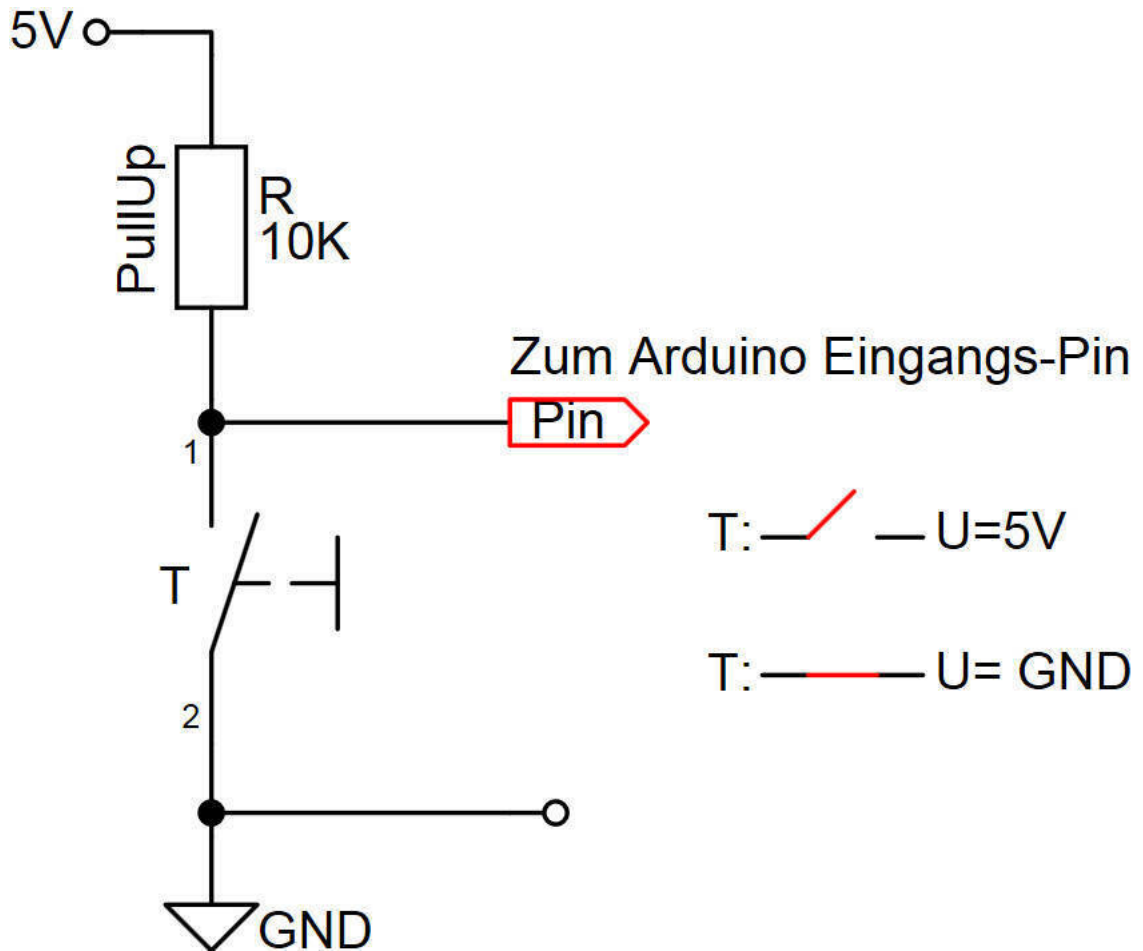 5V
PullUp
R
10K
Zum Arduino Eingangs-Pin
Pin
1
T: U=5V
T
T: U= GND
2
GND